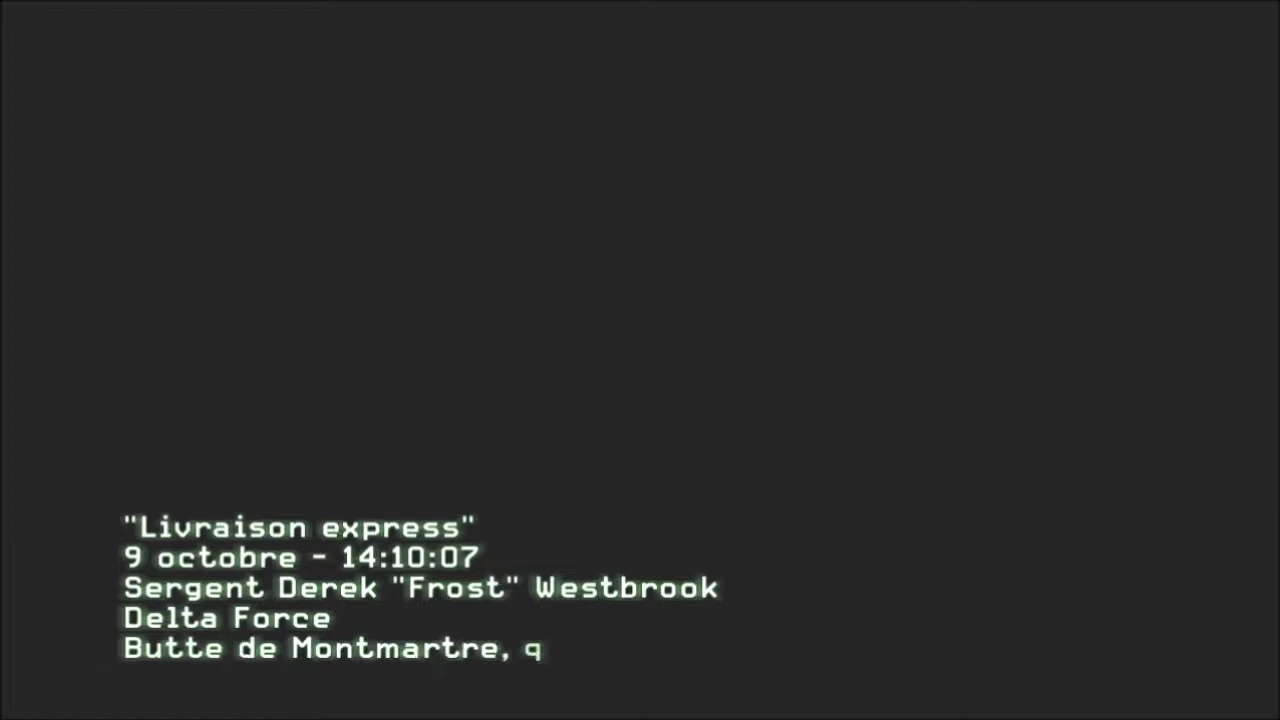 "Livraison express"
9 octobre - 14:10:07
Sergent Derek "Frost" Westbrook
Delta Force
Butte de Montmartre, q